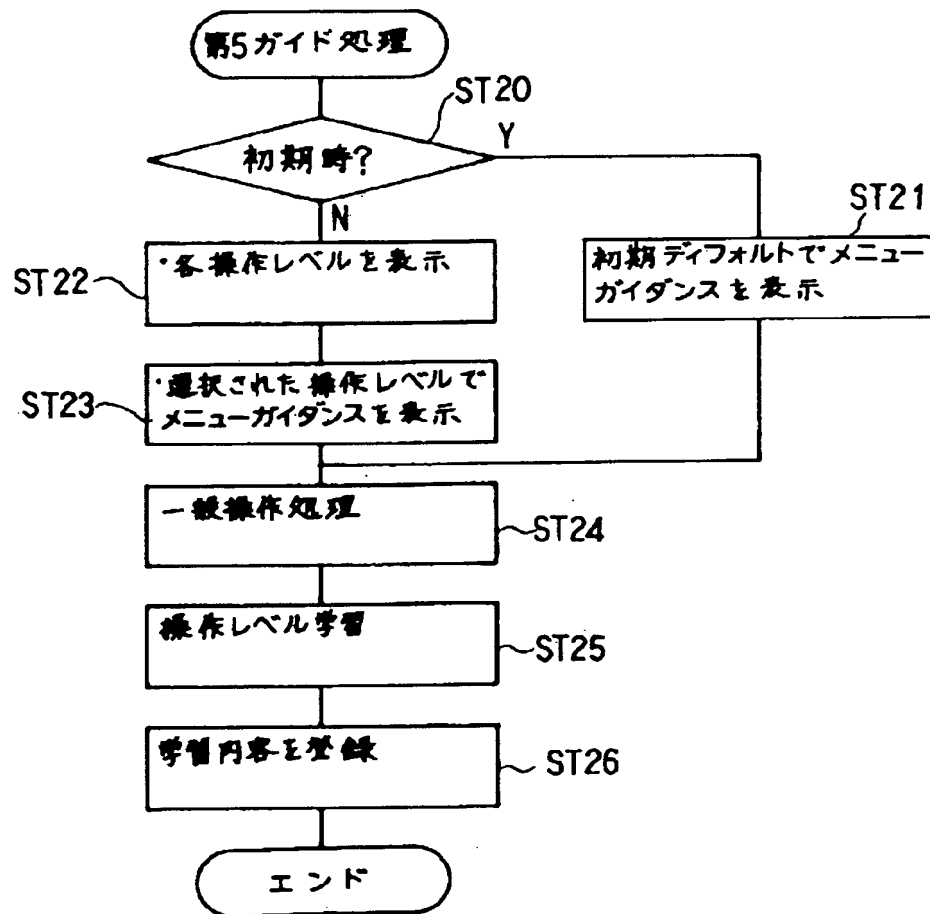 第5ガイド処理
ST20
初期時?
Y
N
ST21
初期ディフォルトでメニュー
ガイダンスを表示
ST22
・各操作レベルを表示
ST23
・選択された操作レベルで
メニューガイダンスを表示
一般操作処理
ST24
操作レベル学習
ST25
学習内容を登録
ST26
エンド